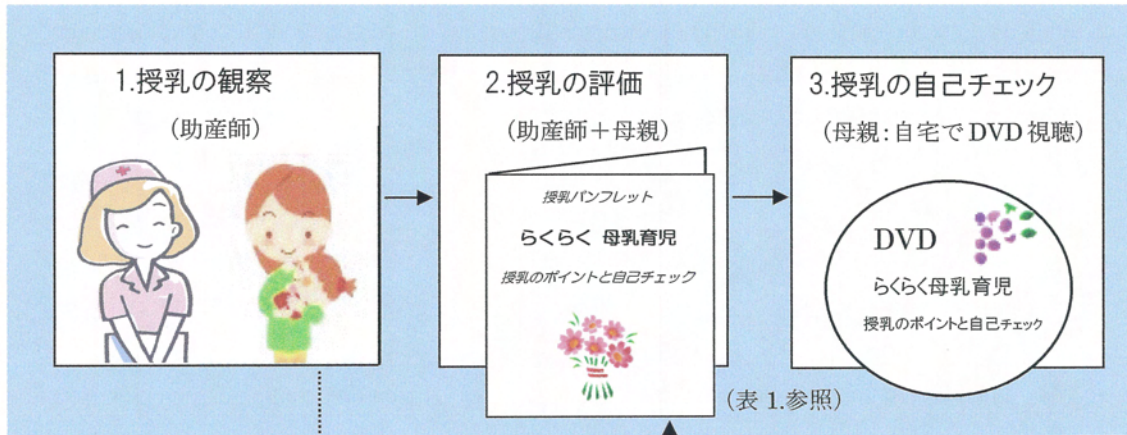 1.授乳の観察
(助産師)
2.授乳の評価
(助産師+母親)
授乳パンフレット
らくらく 母乳育児
授乳のポイントと自己チェック
(表 1.参照)
3.授乳の自己チェック
(母親:自宅で DVD 視聴)
DVD
らくらく母乳育児
授乳のポイントと自己チェック